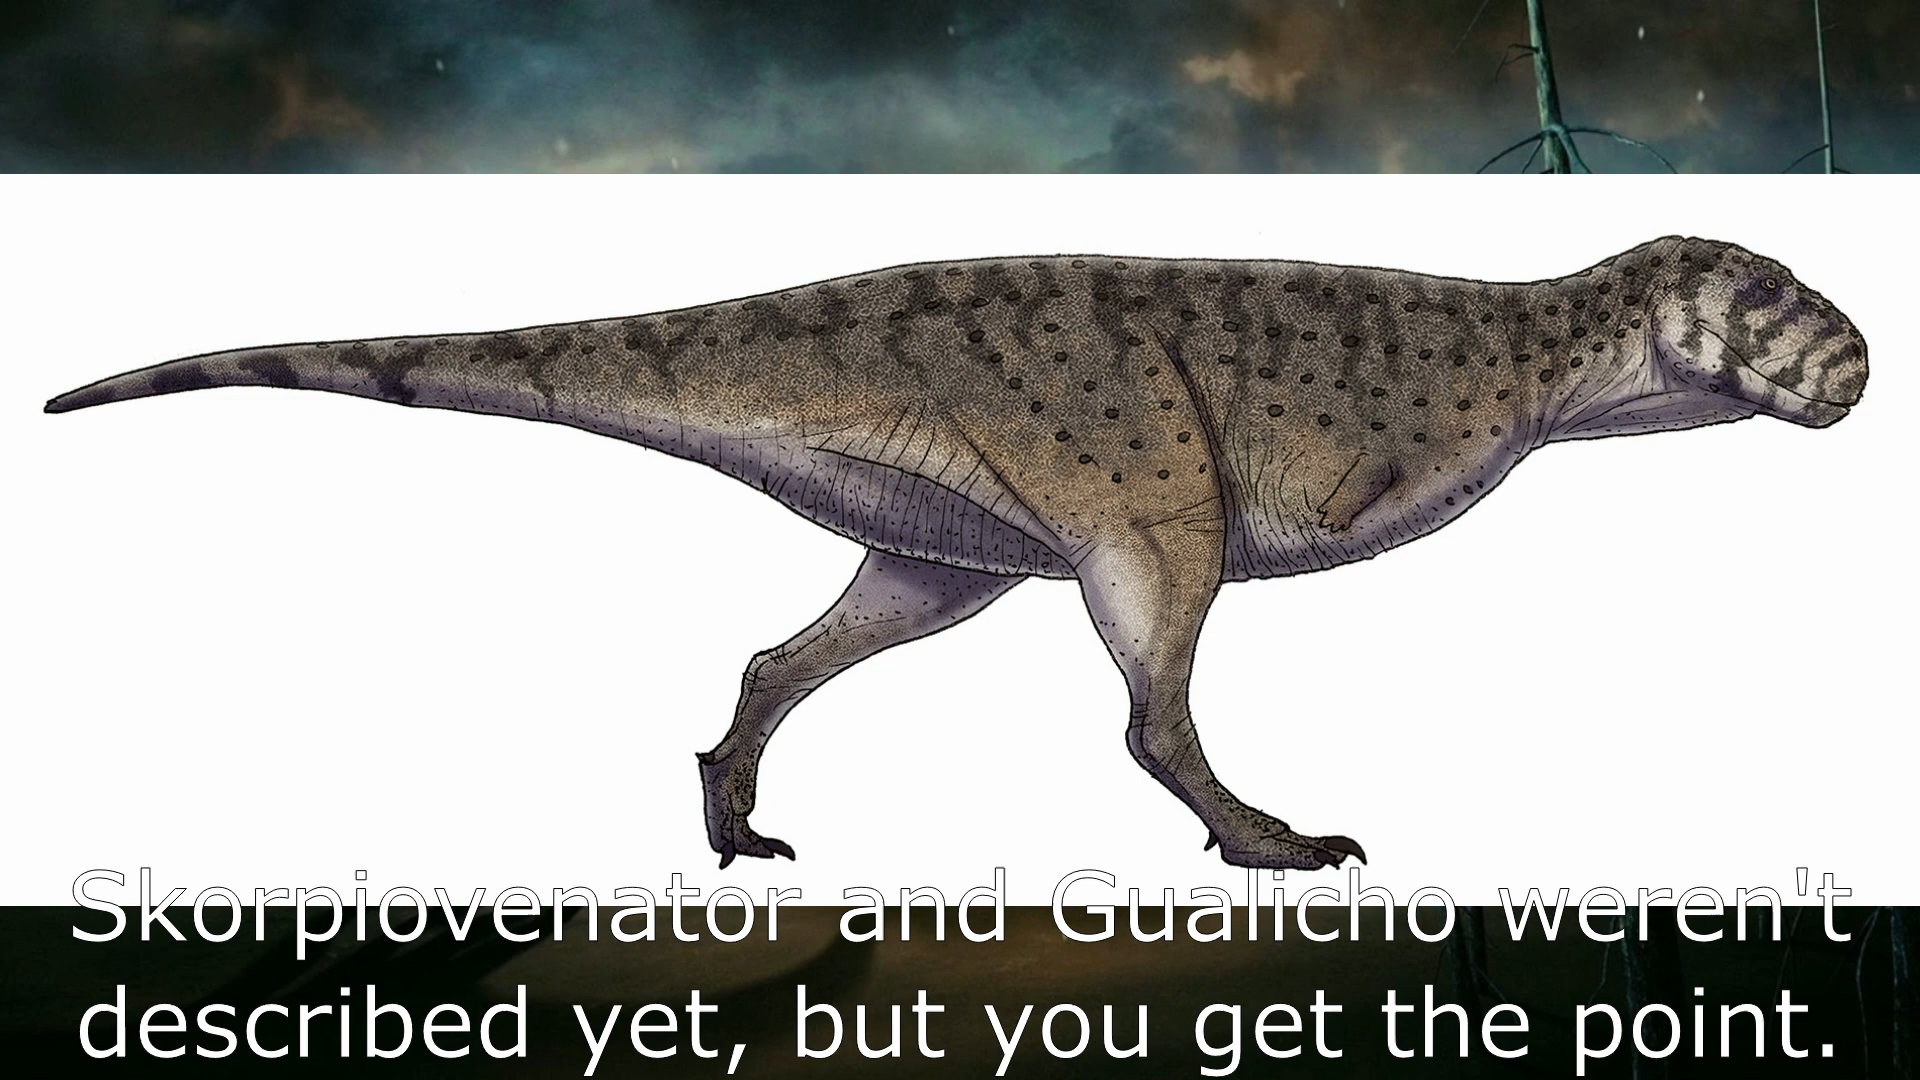 Skorpiovenator and Gualicho weren't
described yet, but you get the point.